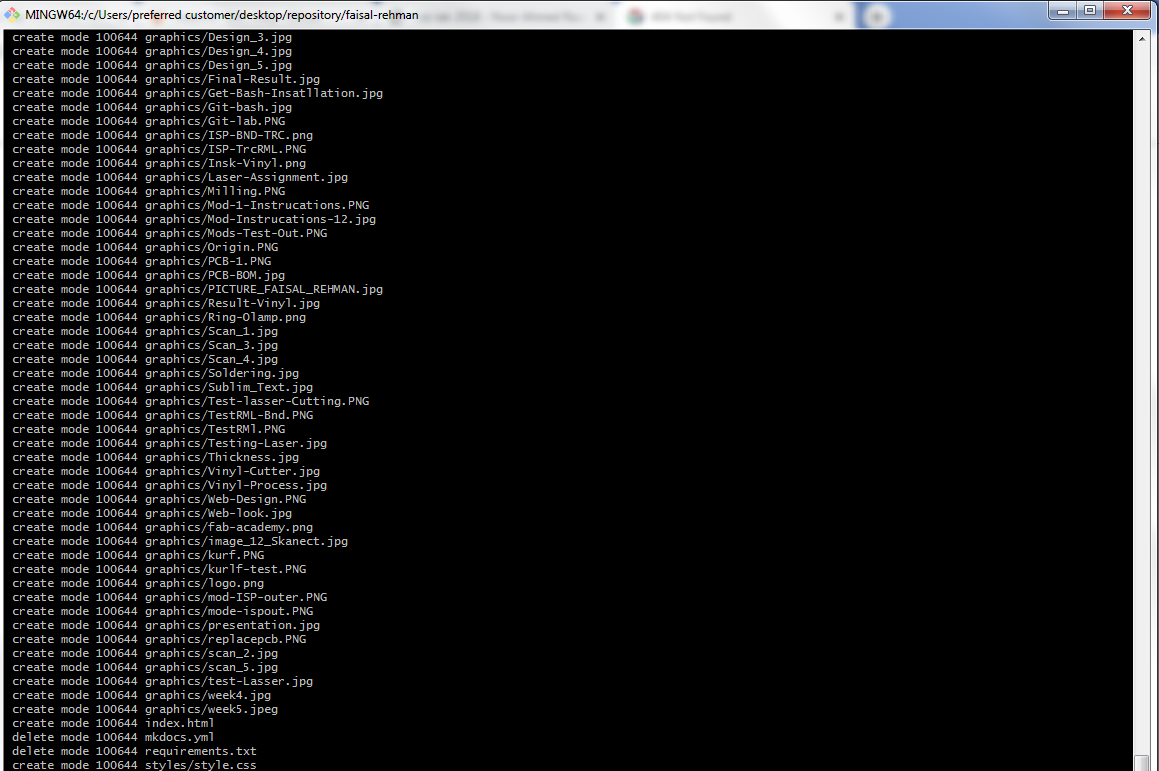 MINGW64:/c/Users/preferred customer/desktop/repository/faisal-rehman
create mode 100644 graphics/Design_3.jpg
create mode 100644 graphics/Design_4.jpg
create mode 100644 graphics/Design_5.jpg
create mode 100644 graphics/Final-Result.jpg
create mode 100644 graphics/Get-Bash-Insatllation.jpg
create mode 100644 graphics/Git-bash.jpg
create mode 100644 graphics/Git-lab.PNG
create mode 100644 graphics/ISP-BND-TRC.png
create mode 100644 graphics/ISP-TrcRML.PNG
create mode 100644 graphics/Insk-Vinyl.png
create mode 100644 graphics/Laser-Assignment.jpg
create mode 100644 graphics/Milling.PNG
create mode 100644 graphics/Mod-1-Instrucations.PNG
create mode 100644 graphics/Mod-Instrucations-12.jpg
create mode 100644 graphics/Mods-Test-Out.PNG
create mode 100644 graphics/Origin.PNG
create mode 100644 graphics/PCB-1.PNG
create mode 100644 graphics/PCB-BOM.jpg
create mode 100644 graphics/PICTURE_FAISAL_REHMAN.jpg
create mode 100644 graphics/Result-Vinyl.jpg
create mode 100644 graphics/Ring-Olamp.png
create mode 100644 graphics/Scan_1.jpg
create mode 100644 graphics/Scan_3.jpg
create mode 100644 graphics/Scan_4.jpg
create mode 100644 graphics/Soldering.jpg
create mode 100644 graphics/Sublim_Text.jpg
create mode 100644 graphics/Test-lasser-Cutting.PNG
create mode 100644 graphics/TestRML-Bnd.PNG
create mode 100644 graphics/TestRMl.PNG
create mode 100644 graphics/Testing-Laser.jpg
create mode 100644 graphics/Thickness.jpg
create mode 100644 graphics/Vinyl-Cutter.jpg
create mode 100644 graphics/Vinyl-Process.jpg
create mode 100644 graphics/Web-Design.PNG
create mode 100644 graphics/Web-look.jpg
create mode 100644 graphics/fab-academy.png
create mode 100644 graphics/image_12_Skanect.jpg
create mode 100644 graphics/kurf.PNG
create mode 100644 graphics/kurlf-test.PNG
create mode 100644 graphics/logo.png
create mode 100644 graphics/mod-ISP-outer.PNG
create mode 100644 graphics/mode-ispout.PNG
create mode 100644 graphics/presentation.jpg
create mode 100644 graphics/replacepcb.PNG
create mode 100644 graphics/scan_2.jpg
create mode 100644 graphics/scan_5.jpg
create mode 100644 graphics/test-Lasser.jpg
create mode 100644 graphics/week4.jpg
create mode 100644 graphics/week5.jpeg
create mode 100644 index.html
delete mode 100644 mkdocs.yml
delete mode 100644 requirements.txt
create mode 100644 styles/style.css